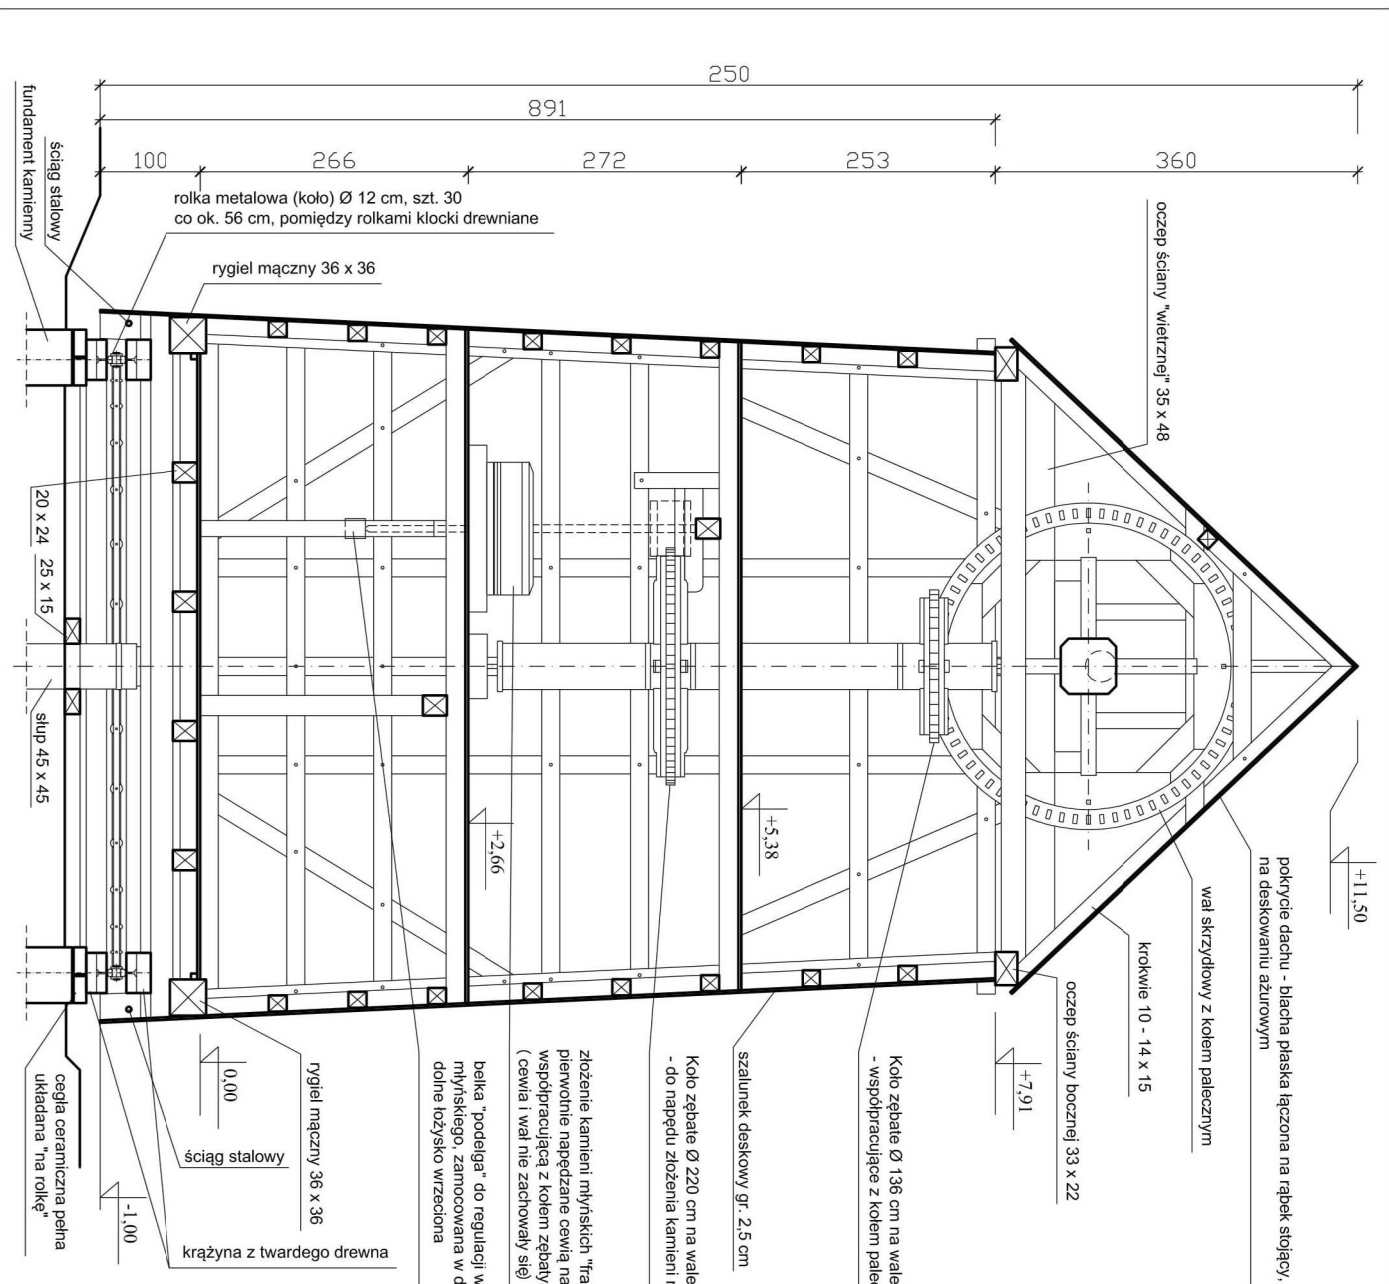 250
891
100
266
272
253
360
rolka metalowa (koło) Ø 12 cm, szt. 30
co ok. 56 cm, pomiędzy rolkami klocki drewniane
rygiel mączny 36 x 36
fundament kamienny
ściąg stalowy
oczep ściany "wietrznej" 35 x 48
20 x 24
25 x 15
słup 45 x 45
+2,66
+5,38
+11,50
+7,91
0,00
-1,00
pokrycie dachu - blacha płaska łączona na rąbek stojący,
na deskowaniu ażurowym
wał skrzydłowy z kołem palecznym
krokwie 10 - 14 x 15
oczep ściany bocznej 33 x 22
Koło zębate Ø 136 cm na wale
- współpracujące z kołem
szalunek deskowy gr. 2,5 cm
Koło zębate Ø 220 cm na wale
- do napędu złożenia kamieni
złożenie kamieni młyńskich
pierwotnie napędzane cewią
współpracującą z kołem
( cewia i wał nie zachowały się)
belka "podelga" do regulacji
młyńskiego, zamocowana w
dolne łożysko wrzeciona
rygiel mączny 36 x 36
ściąg stalowy
krążyna z twardego drewna
cegła ceramiczna pełna
układana "na rolkę"